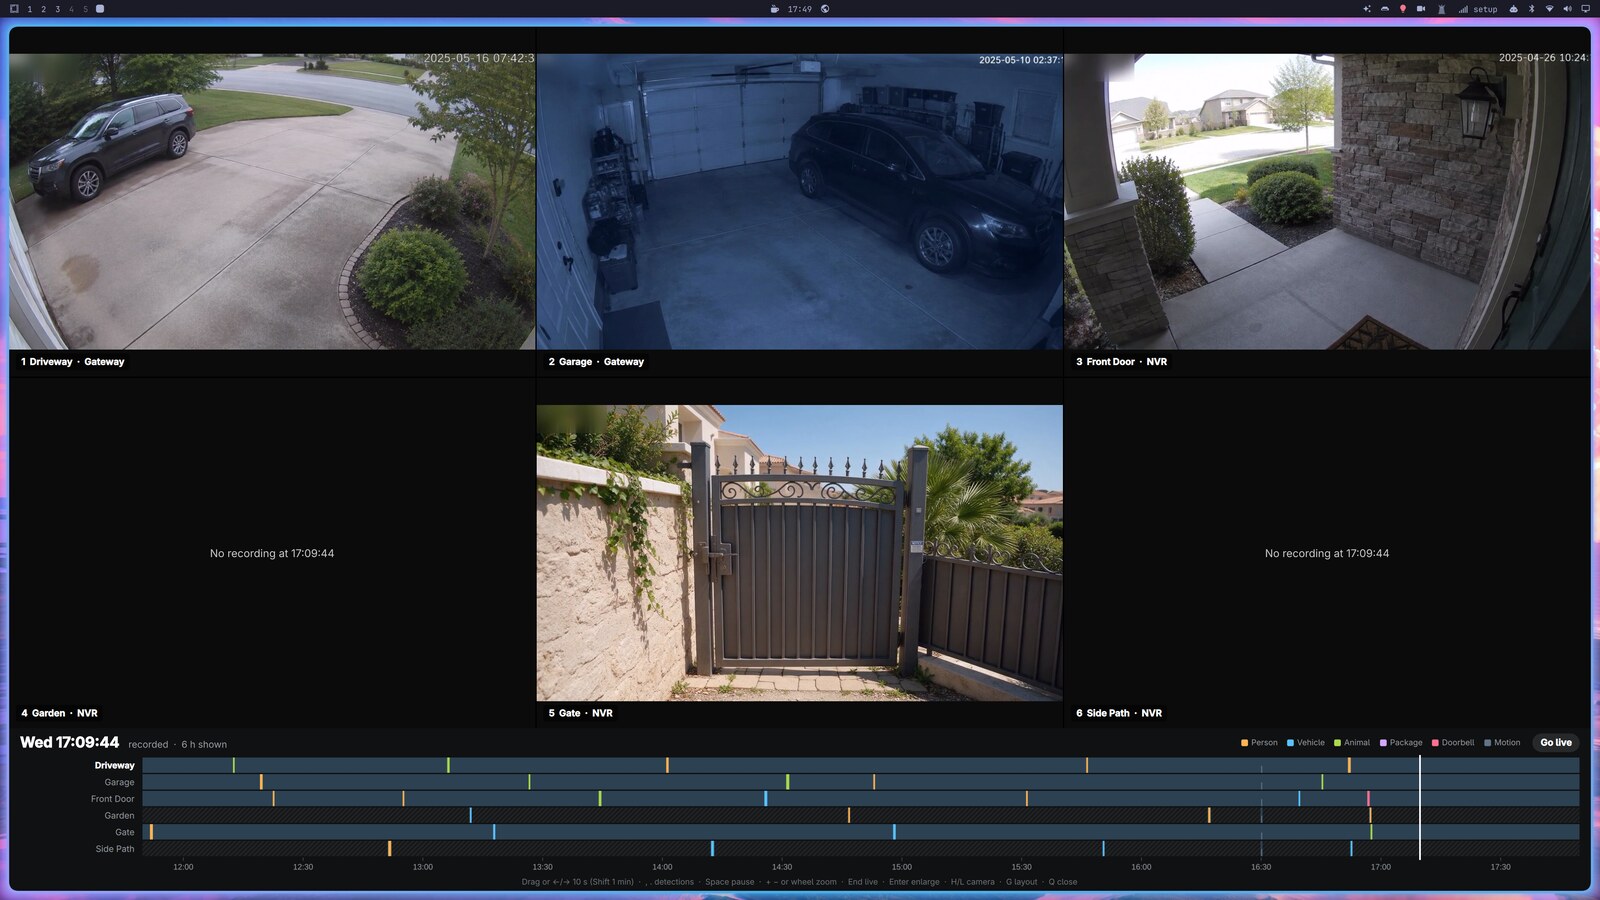 1 2 3 4 5
17:49
setup
2025-05-16 07:42:3
2025-05-10 02:37:
2025-04-26 10:24:
1 Driveway · Gateway
2 Garage · Gateway
3 Front Door · NVR
No recording at 17:09:44
No recording at 17:09:44
4 Garden · NVR
5 Gate · NVR
6 Side Path · NVR
Wed 17:09:44 recorded · 6 h shown
Person Vehicle Animal Package Doorbell Motion Go live
Driveway
Garage
Front Door
Garden
Gate
Side Path
12:00 12:30 13:00 13:30 14:00 14:30 15:00 15:30 16:00 16:30 17:00 17:30
Drag or ←/→ 10 s (Shift 1 min) · , . detections · Space pause · + − or wheel zoom · End live · Enter enlarge · H/L camera · G layout · Q close